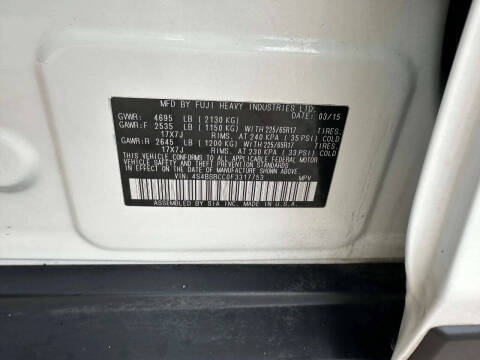 MFD BY FUJI HEAVY INDUSTRIES LTD.
GVWR: 4695 LB [2130 KG] DATE: 03/15
GAWR:F 2535 LB [1150 KG] WITH 225/65R17 TIRES,
17X7J RIMS, AT 240 KPA [35 PSI] COLD
GAWR:R 2645 LB [1200 KG] WITH 225/65R17 TIRES,
17X7J RIMS, AT 230 KPA [33 PSI] COLD
THIS VEHICLE CONFORMS TO ALL APPLICABLE FEDERAL MOTOR
VEHICLE SAFETY AND THEFT PREVENTION STANDARDS
IN EFFECT ON THE DATE OF MANUFACTURE SHOWN ABOVE.
VIN: 4S4BSRCC0F3317753 MPV
ASSEMBLED BY SIA INC. MADE IN U.S.A.